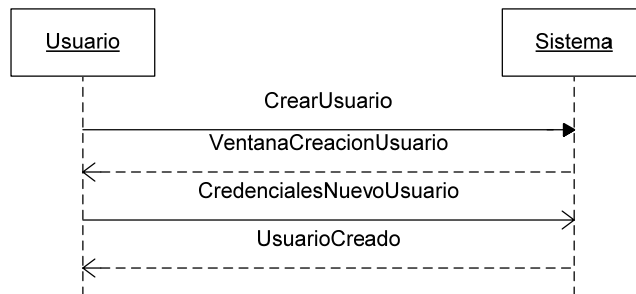 Usuario
Sistema
CrearUsuario
VentanaCreacionUsuario
CredencialesNuevoUsuario
UsuarioCreado